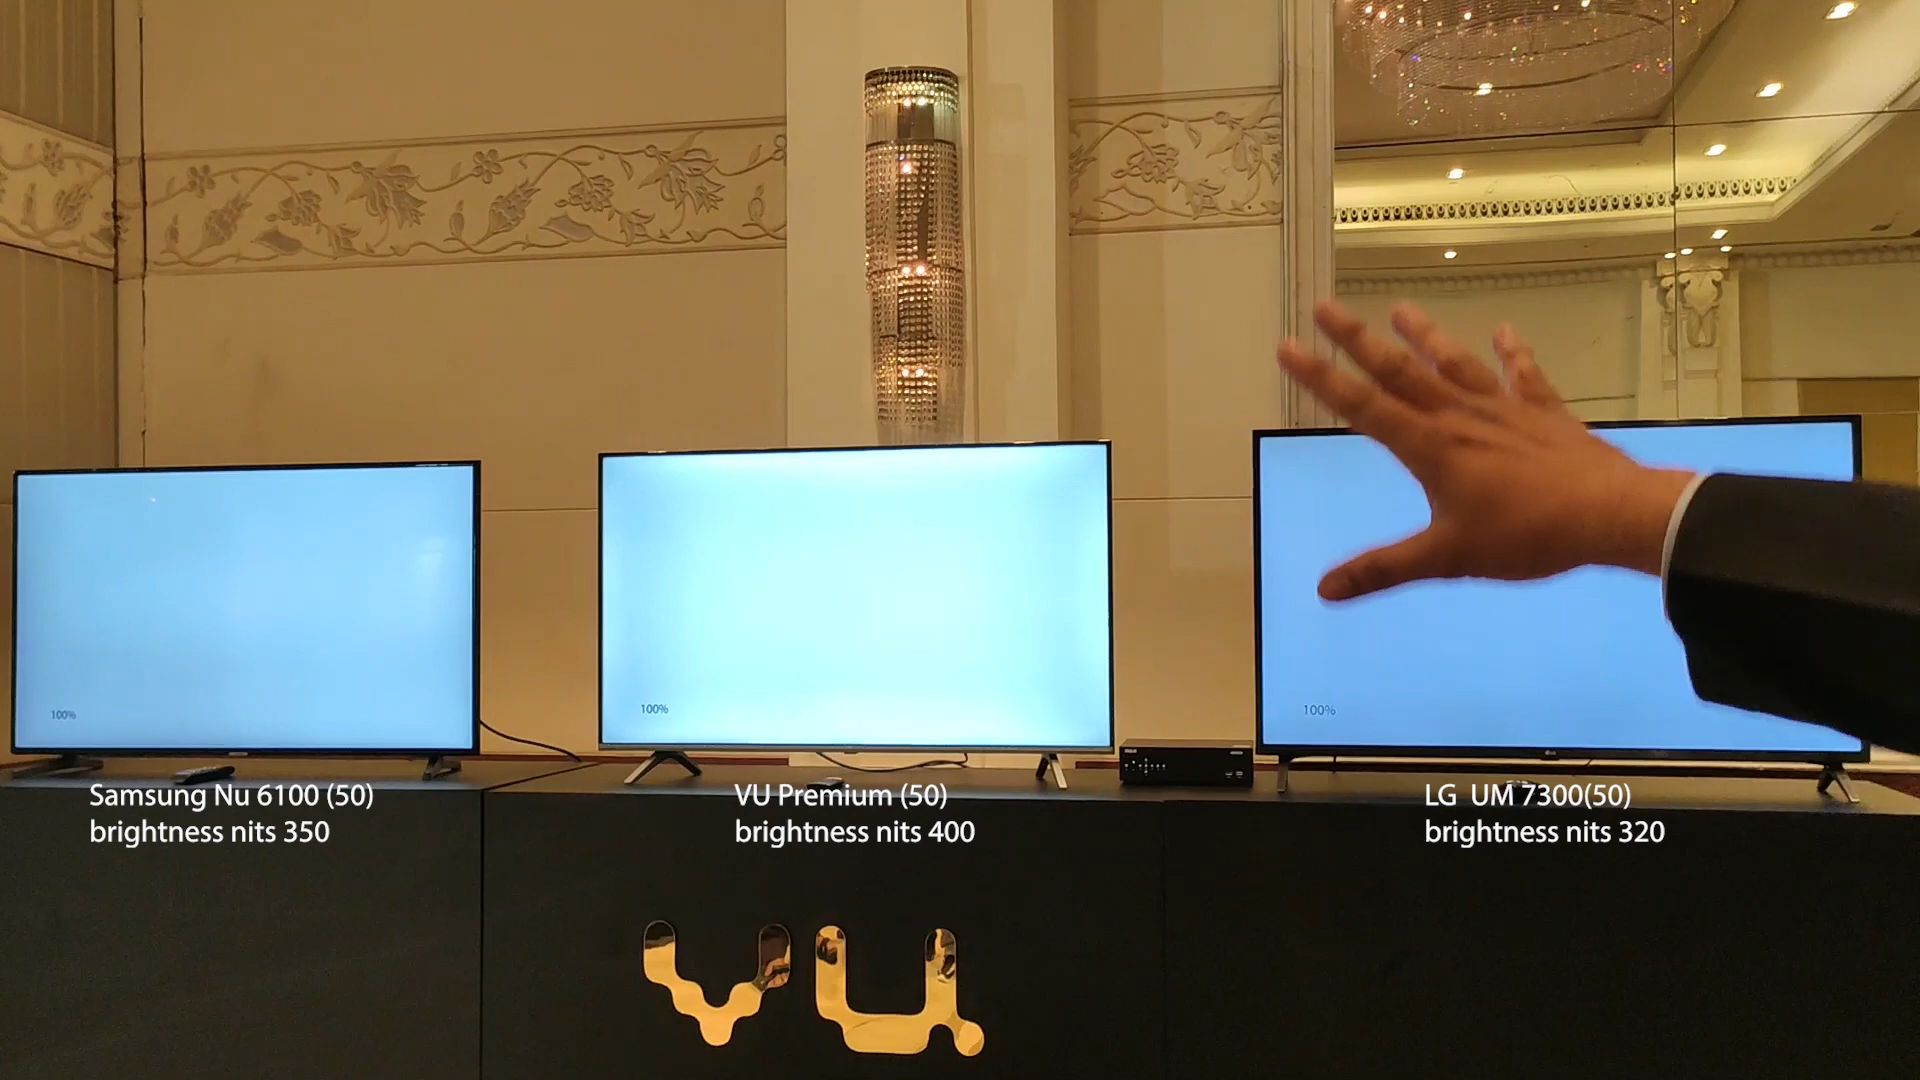 100%
100%
100%
Samsung Nu 6100 (50)
brightness nits 350
VU Premium (50)
brightness nits 400
LG UM 7300(50)
brightness nits 320
vu